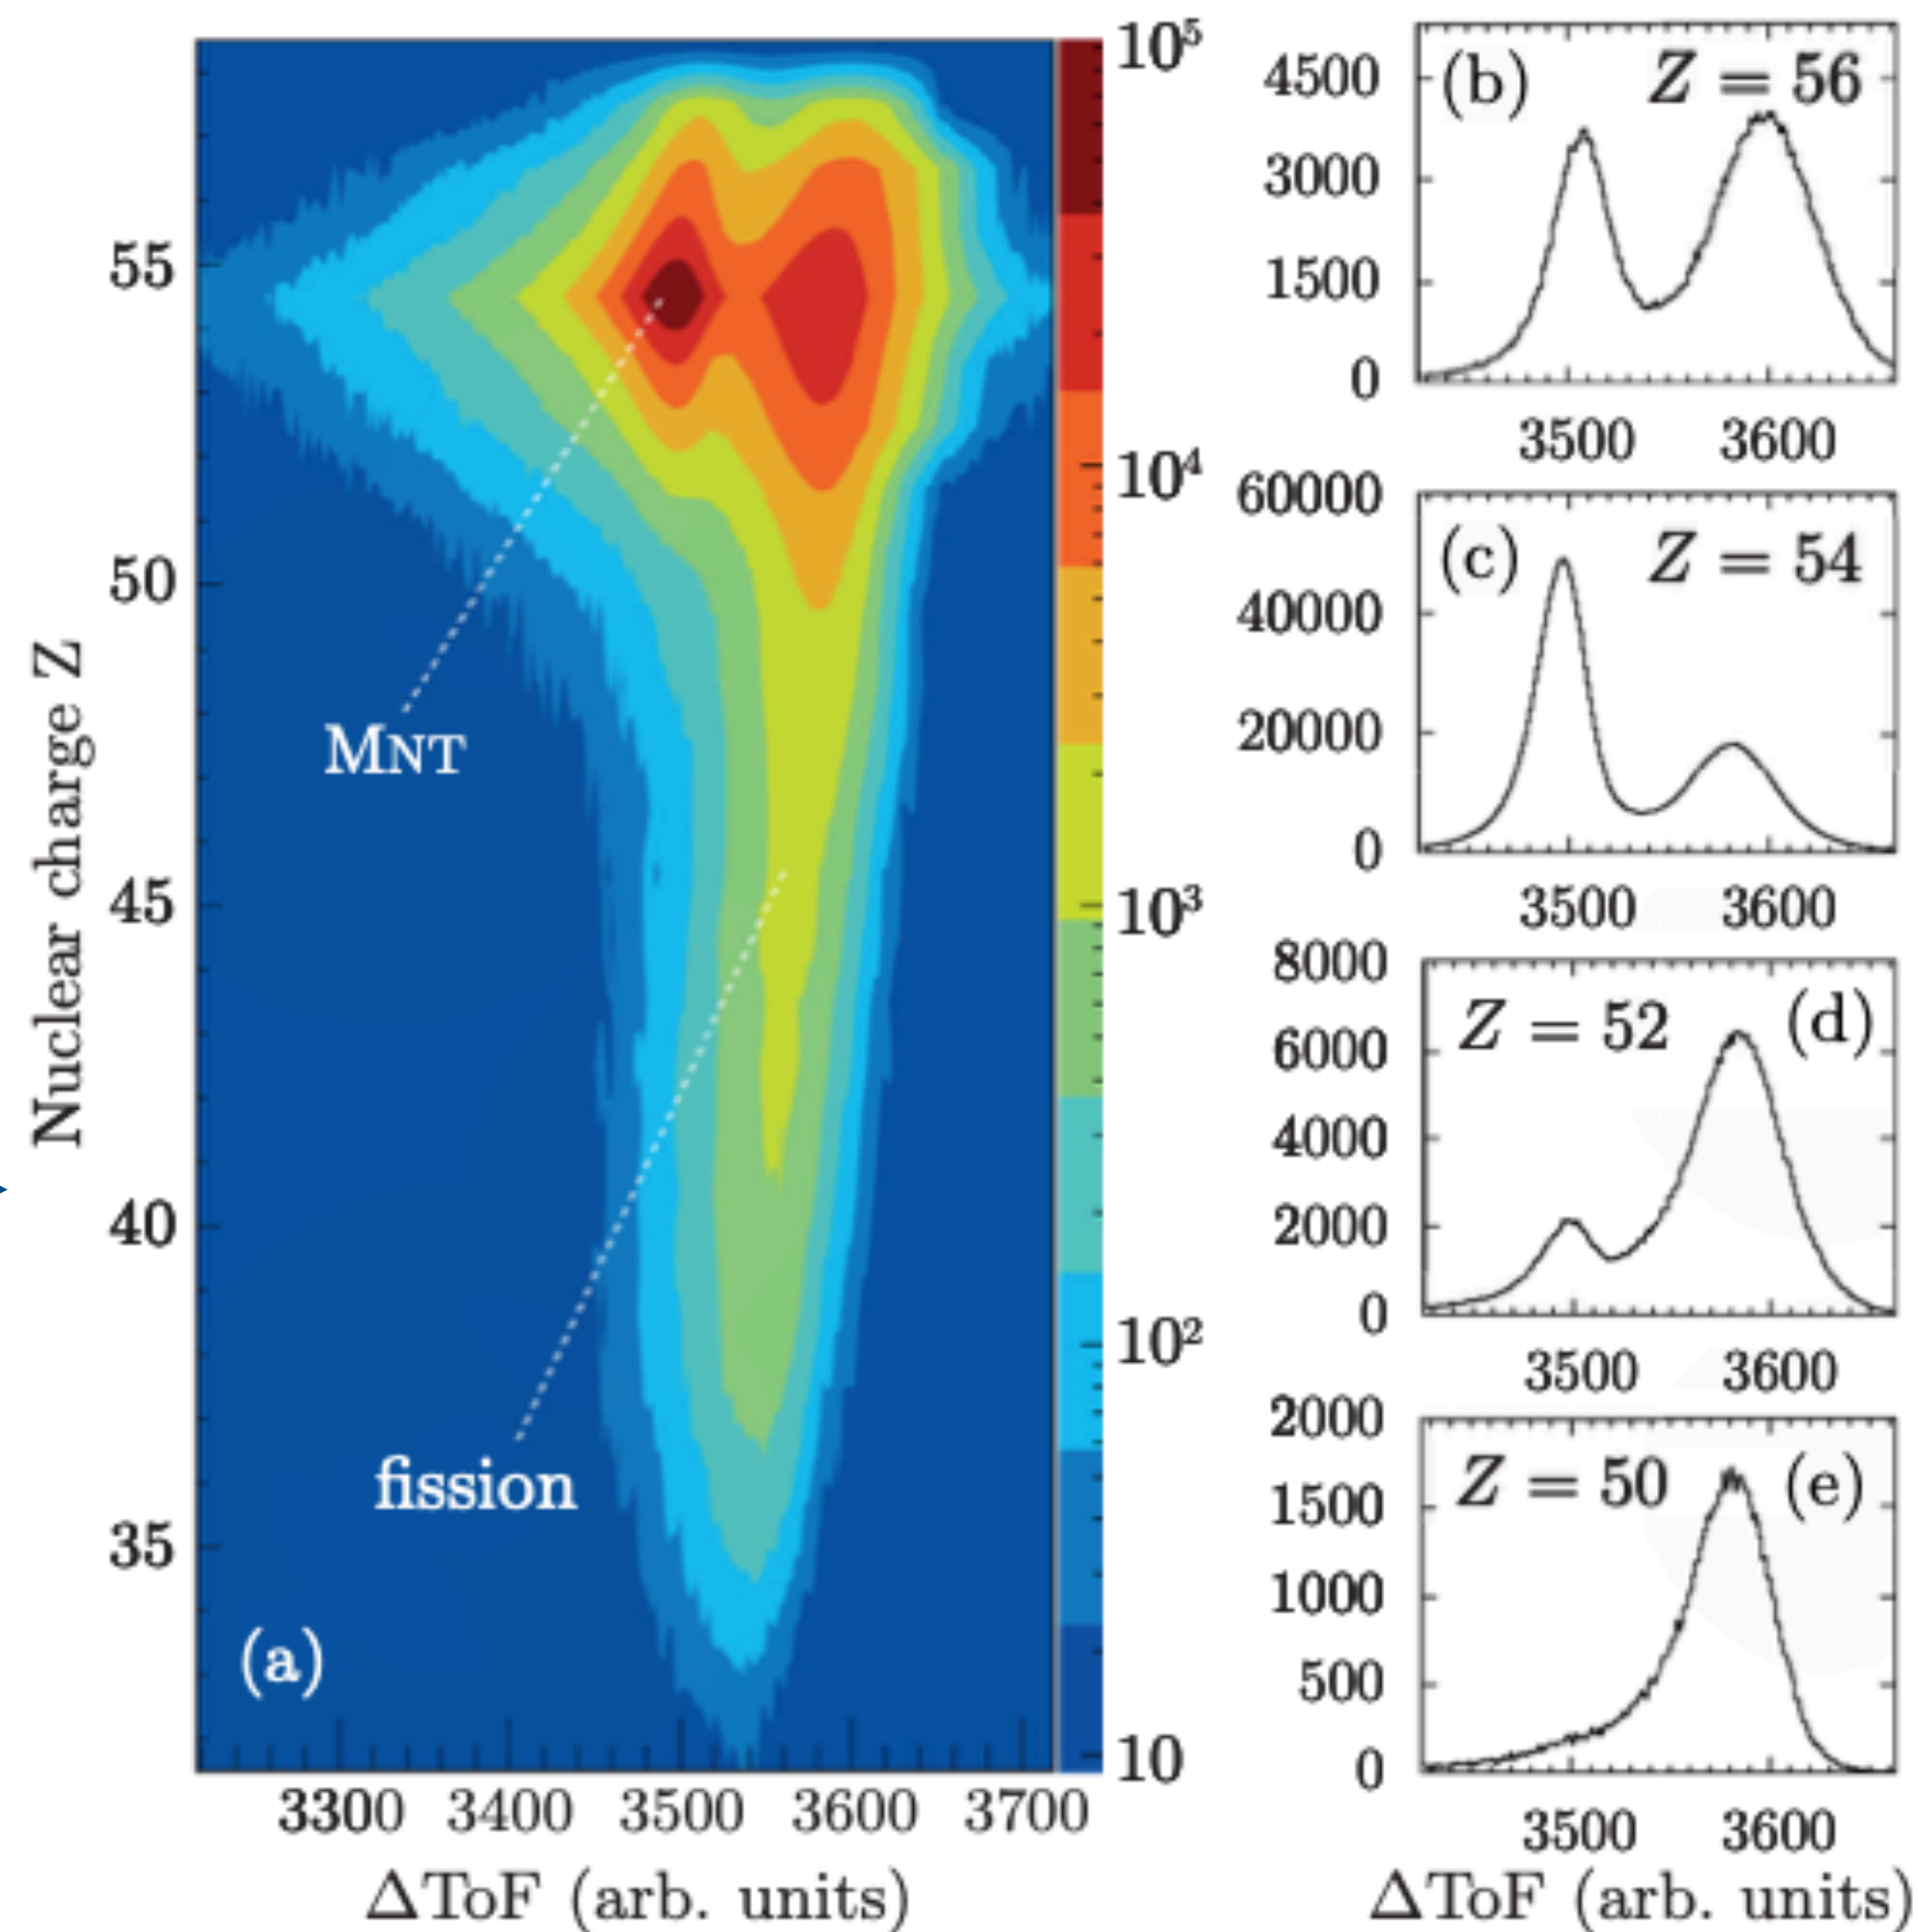 Nuclear charge Z
55
50
45
40
35
MNT
fission
(a)
3300 3400 3500 3600 3700
ΔToF (arb. units)
10⁵
10⁴
10³
10²
10
(b) Z = 56
4500
3000
1500
0
3500 3600
(c) Z = 54
60000
40000
20000
0
3500 3600
Z = 52 (d)
8000
6000
4000
2000
0
3500 3600
Z = 50 (e)
2000
1500
1000
500
0
3500 3600
ΔToF (arb. units)